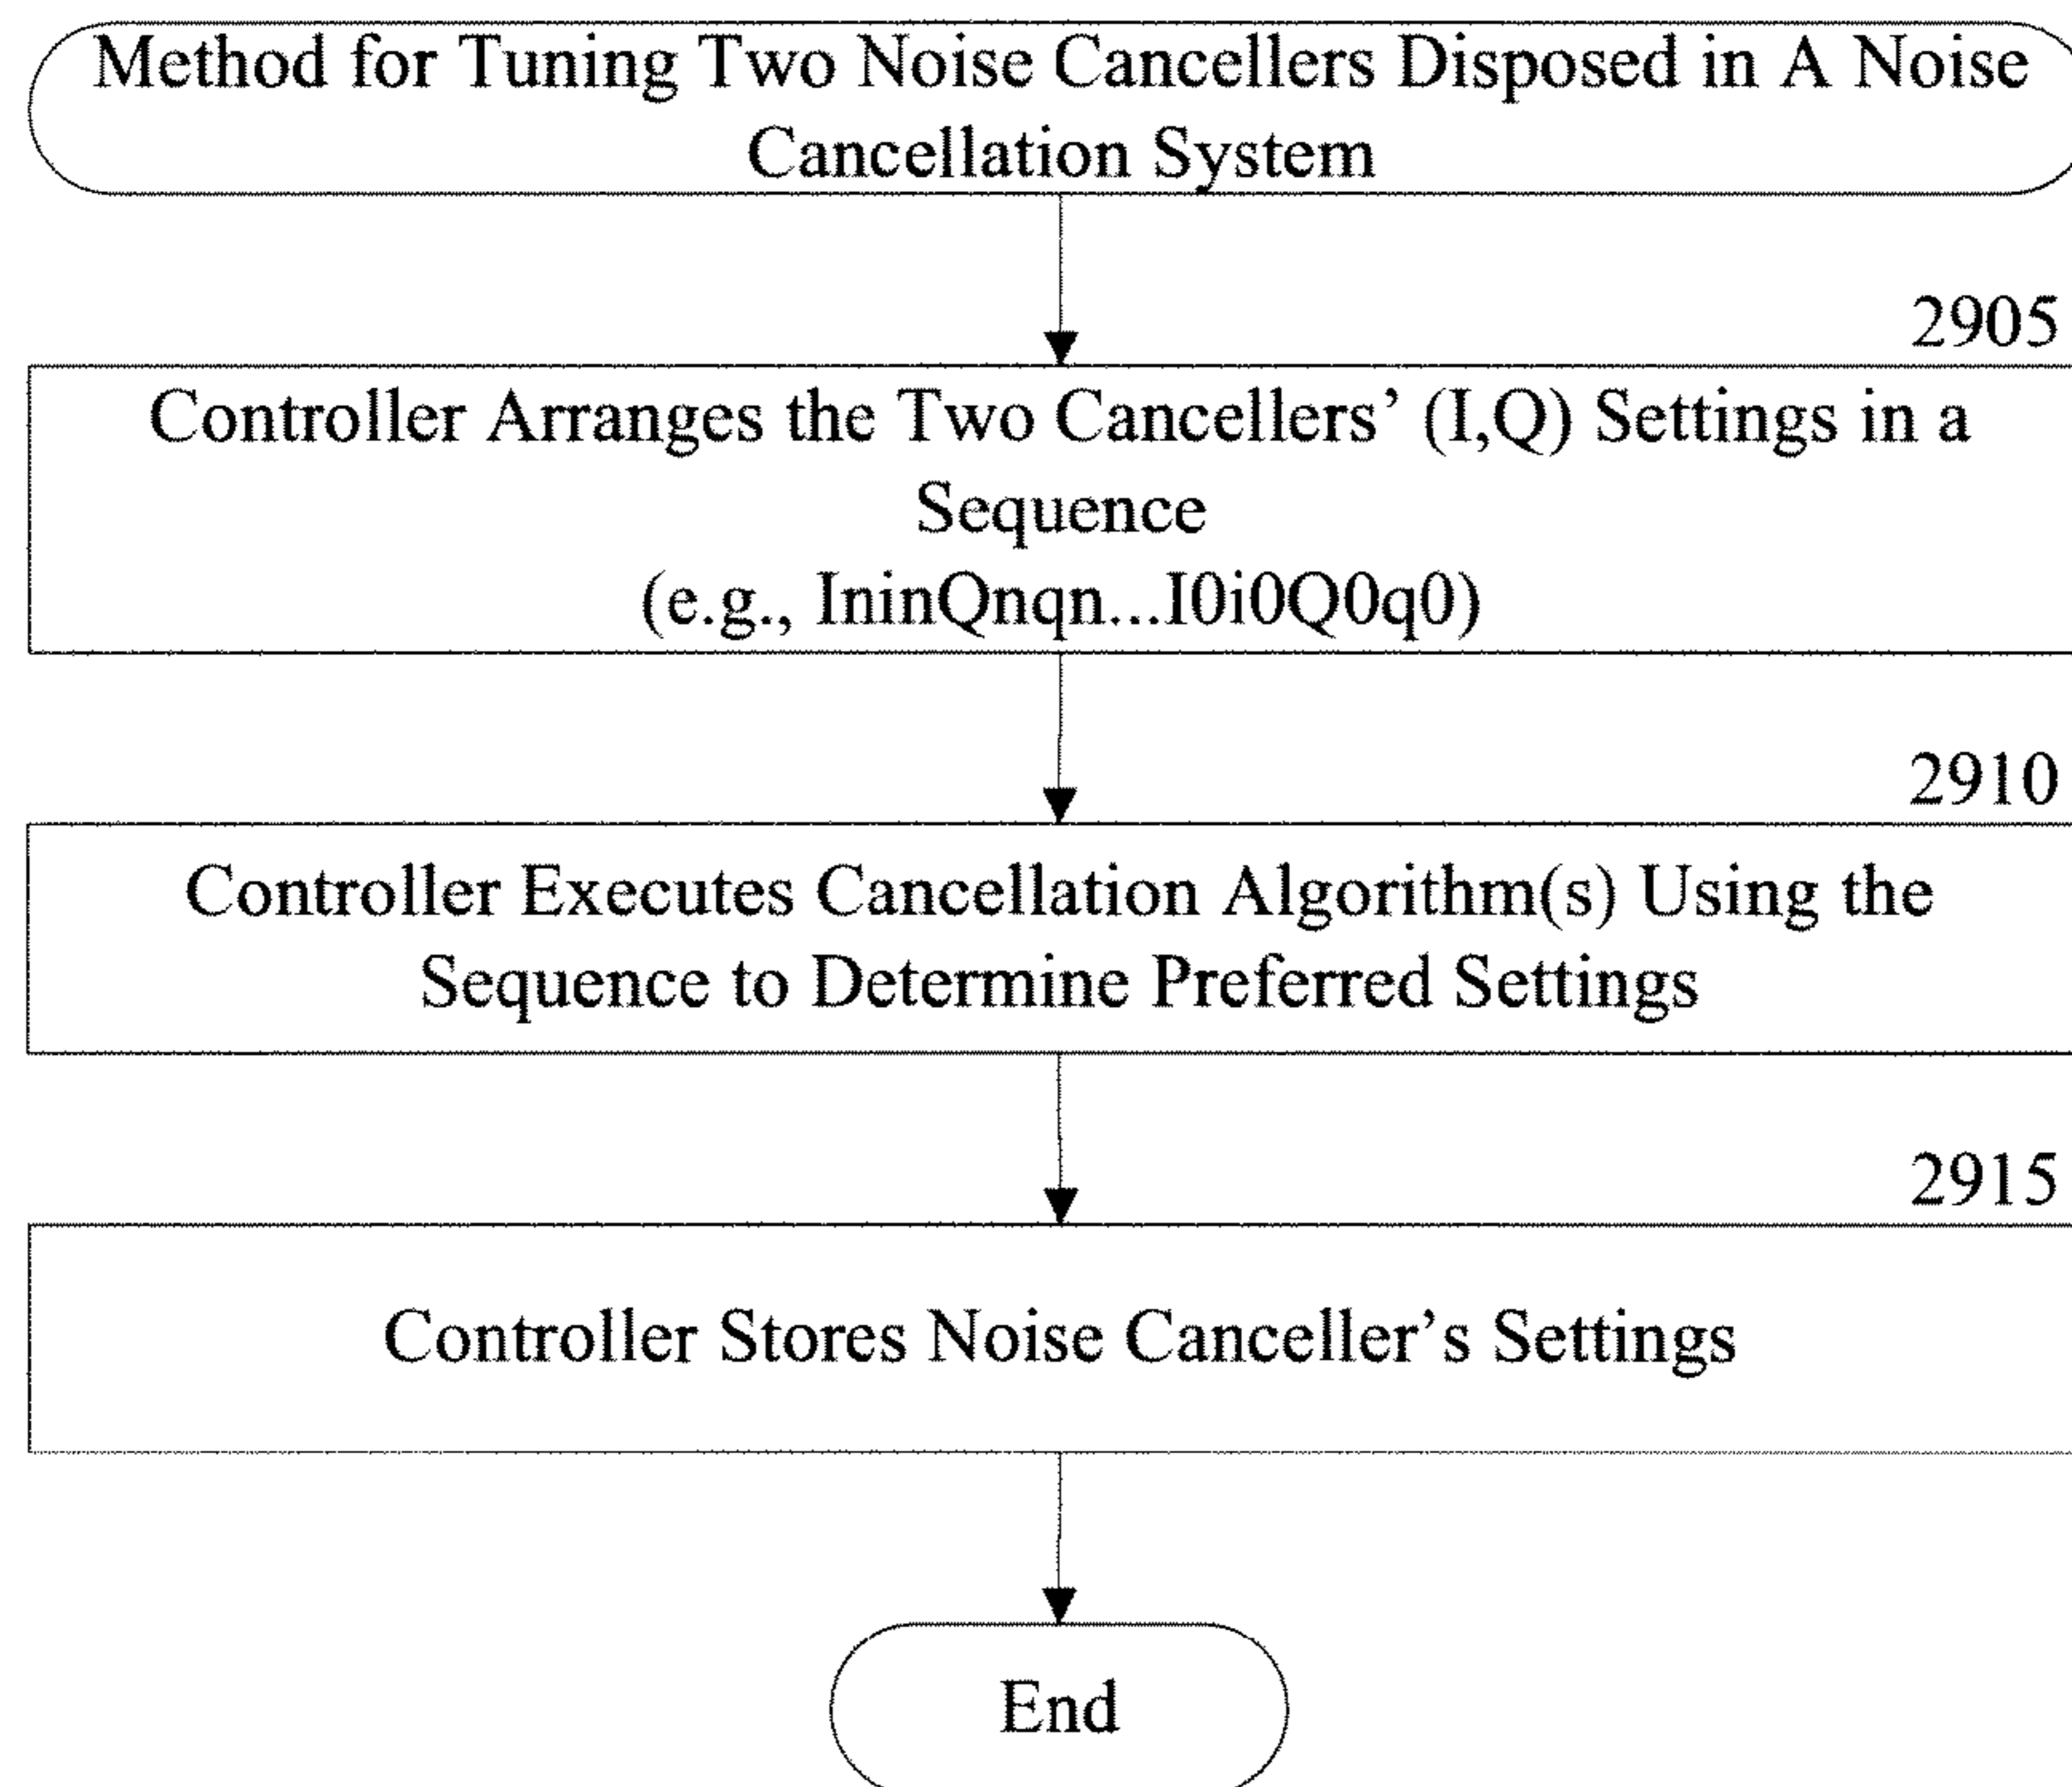 Method for Tuning Two Noise Cancellers Disposed in A Noise
Cancellation System
2905
Controller Arranges the Two Cancellers’ (I,Q) Settings in a
Sequence
(e.g., IninQnqn...I0i0Q0q0)
2910
Controller Executes Cancellation Algorithm(s) Using the
Sequence to Determine Preferred Settings
2915
Controller Stores Noise Canceller’s Settings
End